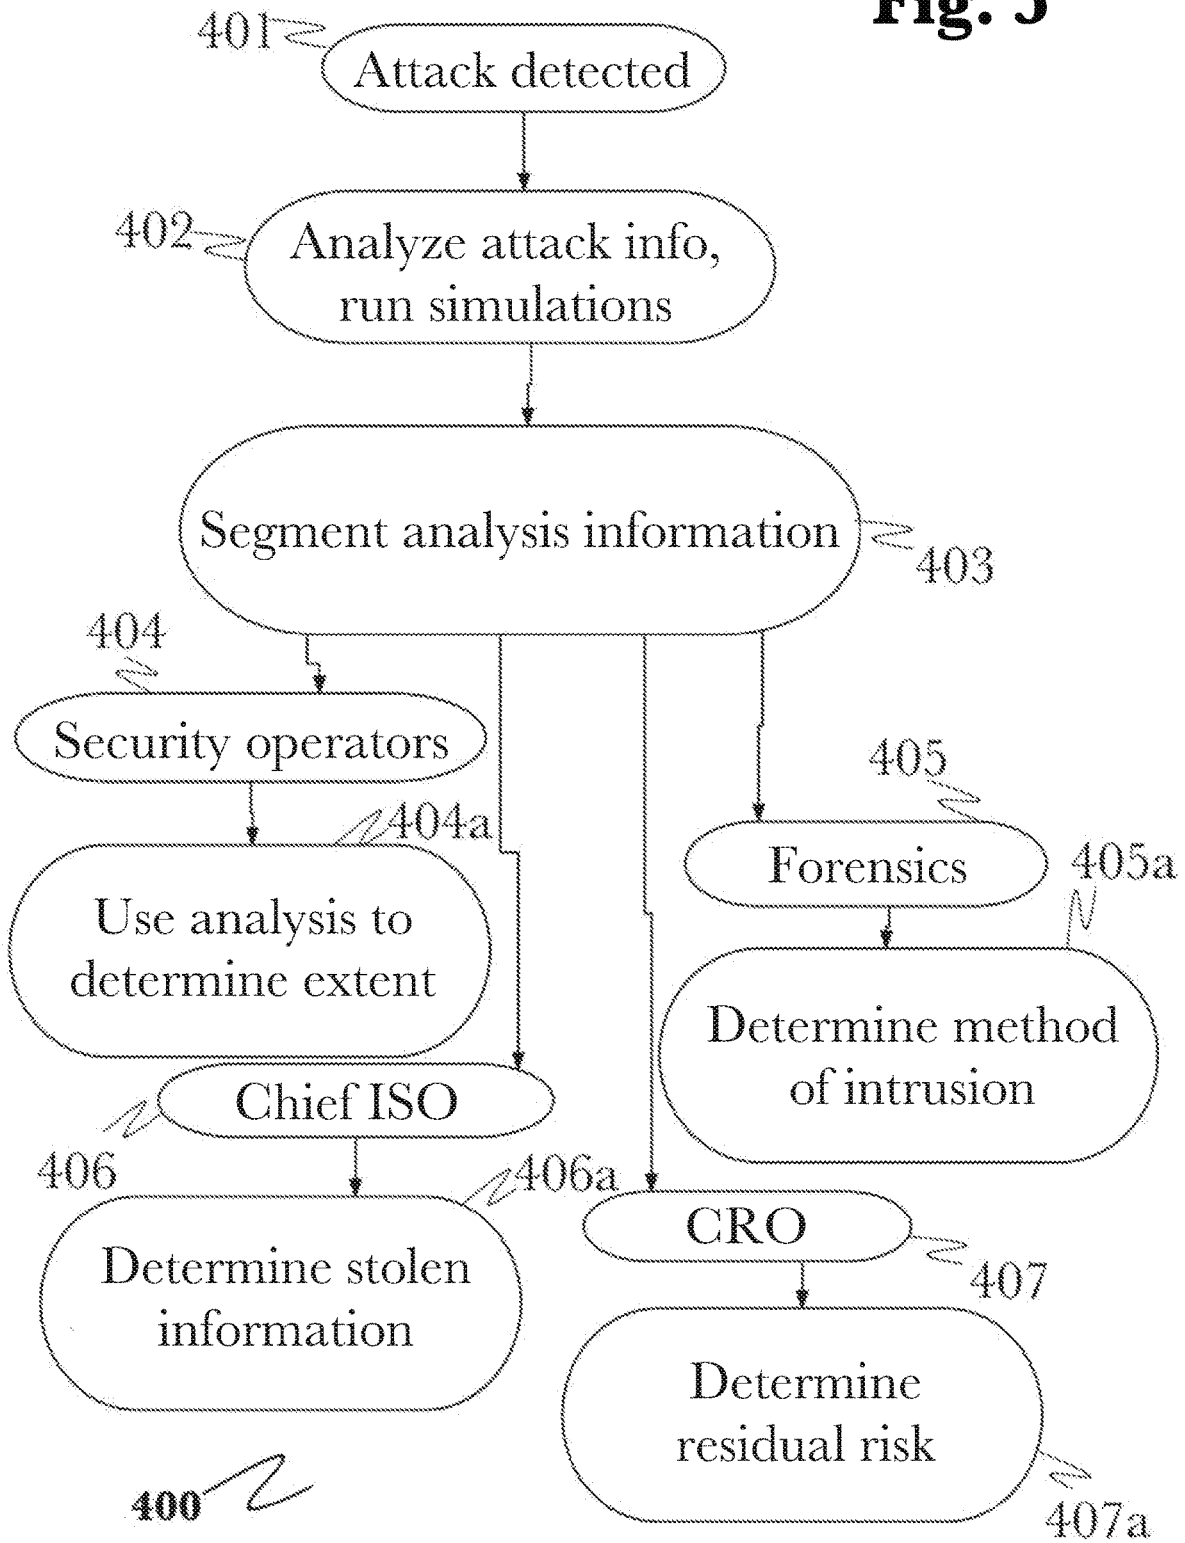 Fig. 5
401
Attack detected
402
Analyze attack info,
run simulations
Segment analysis information
403
404
Security operators
405
404a
Forensics
405a
Use analysis to
determine extent
Determine method
of intrusion
Chief ISO
406
406a
CRO
407
Determine stolen
information
Determine
residual risk
400
407a